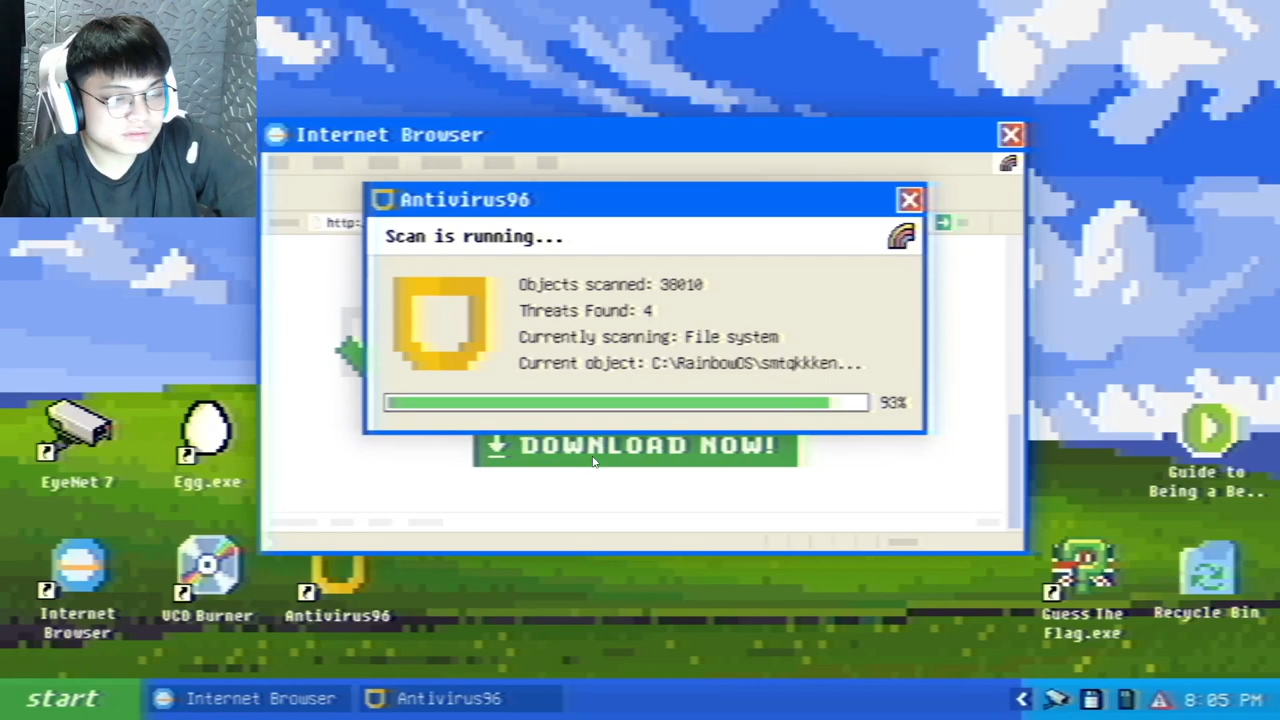 Internet Browser
Antivirus96
http:
Scan is running...
Objects scanned: 38010
Threats Found: 4
Currently scanning: File system
Current object: C:\RainbowOS\smtqkkken...
93%
DOWNLOAD NOW!
EyeNet 7
Egg.exe
Guide to
Being a Be..
Internet
Browser
VCD Burner
Antivirus96
Guess The
Flag.exe
Recycle Bin
start
Internet Browser
Antivirus96
8:05 PM